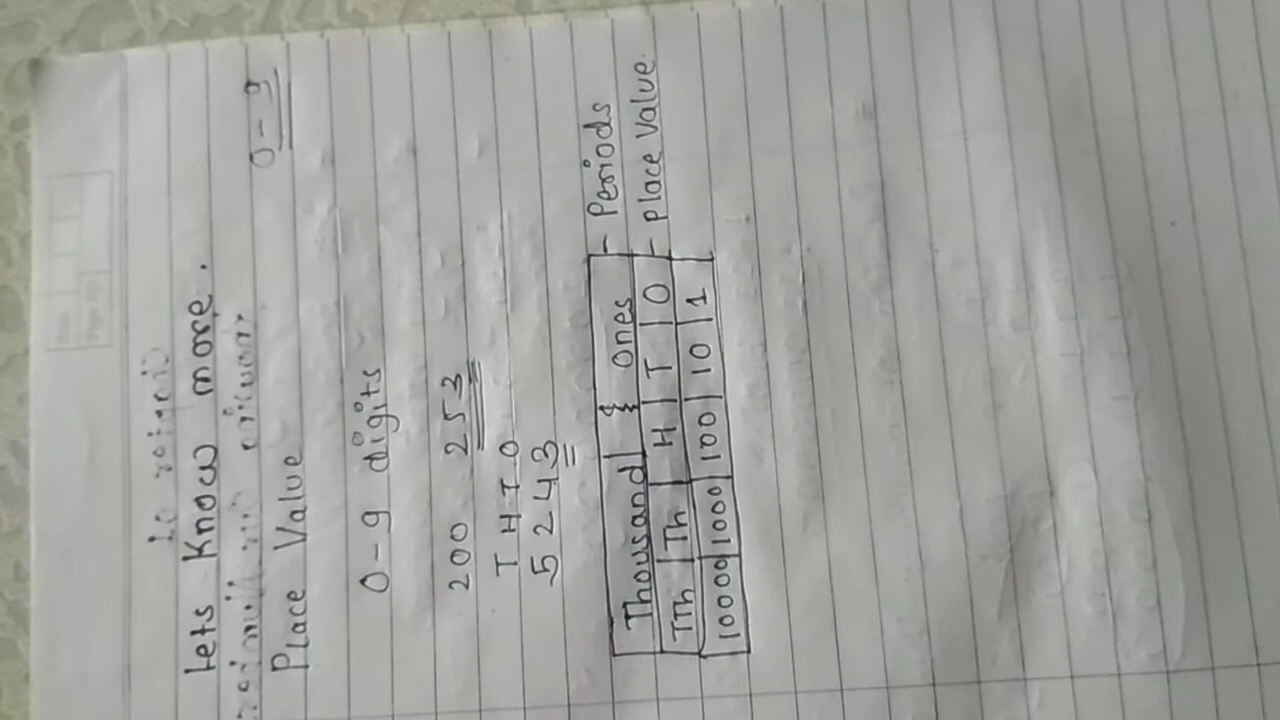 Lets Know more.
Place Value 0-9
0-9 digits
200 253
T H T O
5 2 4 3
Thousand Ones - Periods
TTh Th H T O - Place Value.
10000 1000 100 10 1